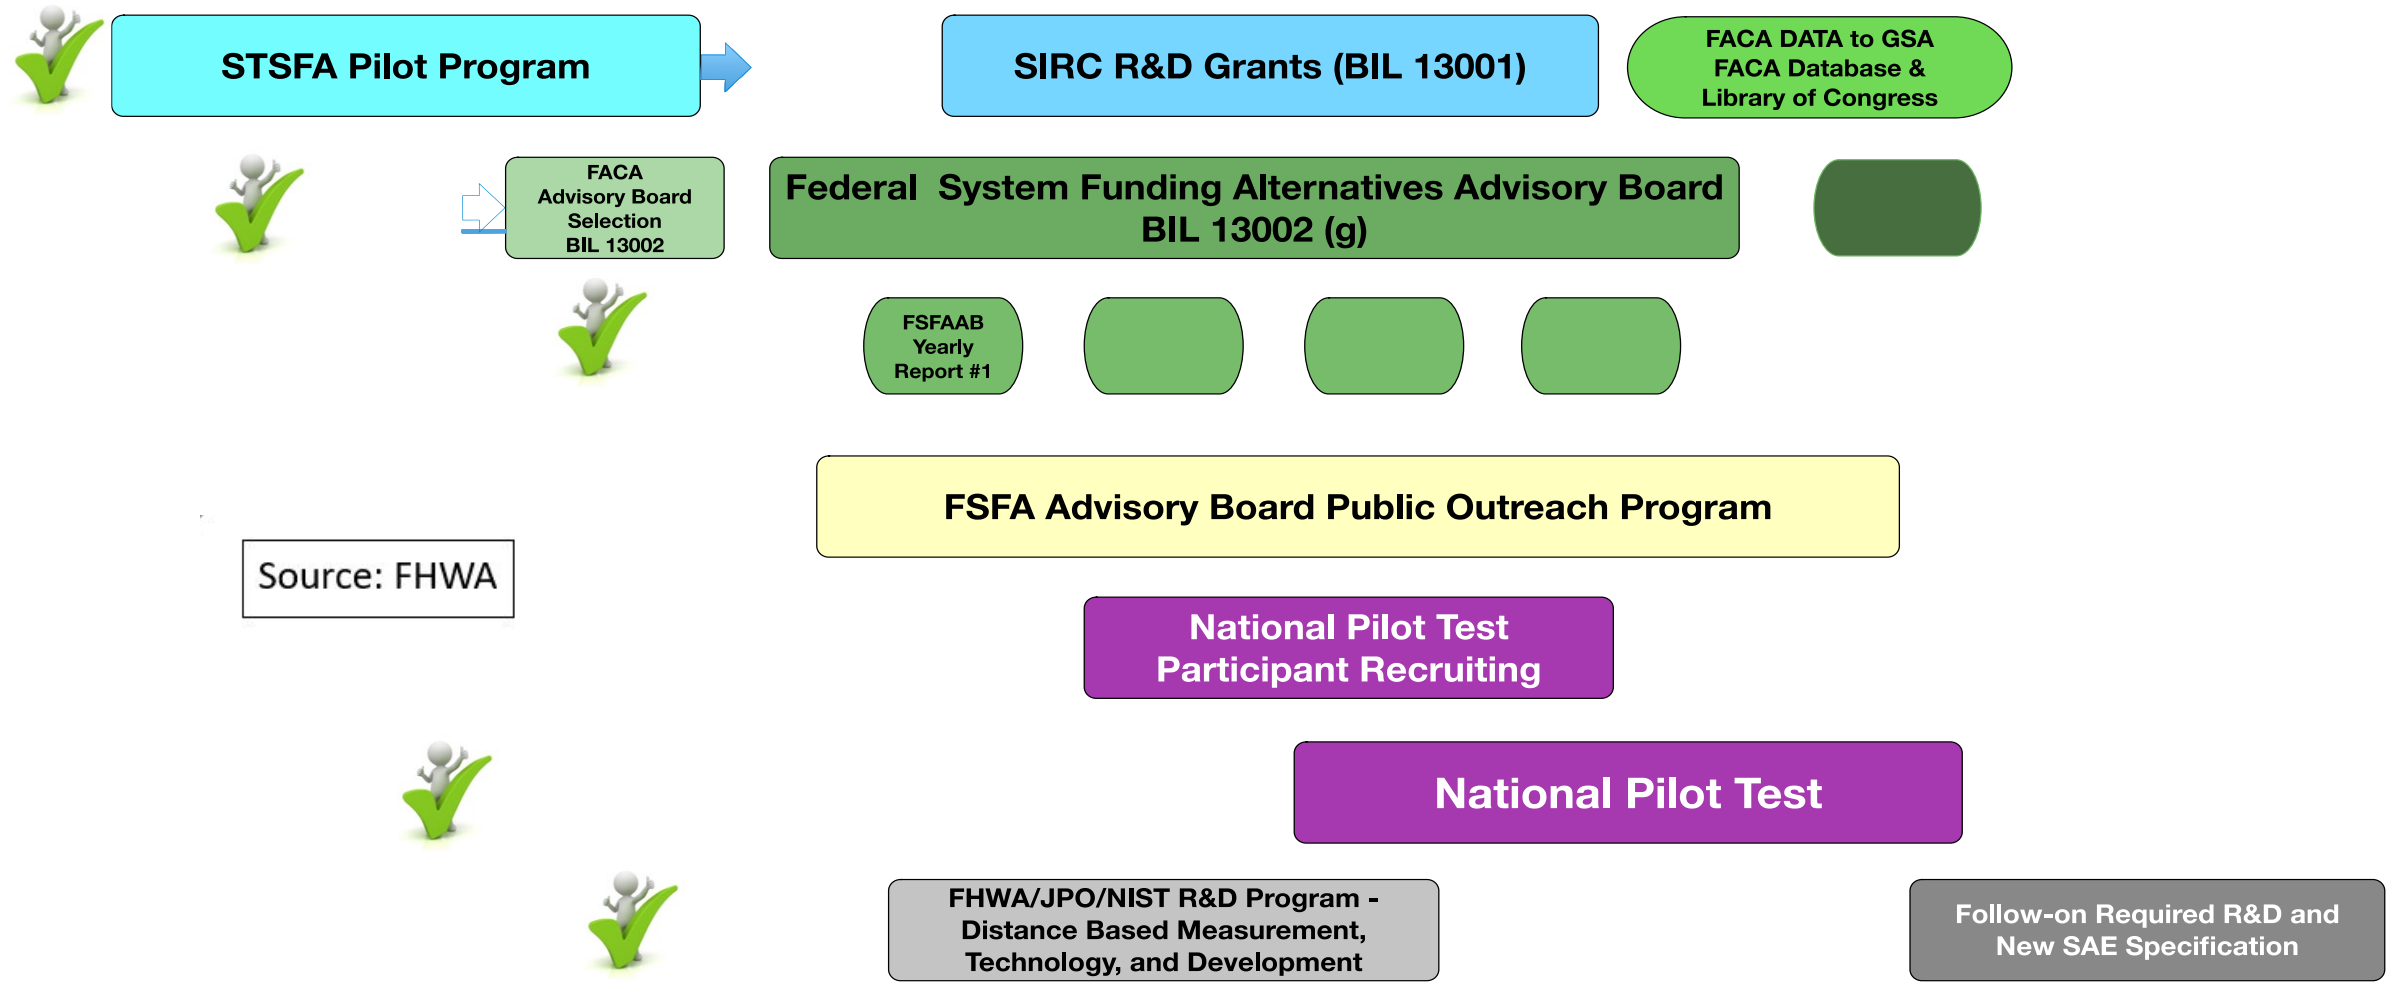 STSFA Pilot Program
SIRC R&D Grants (BIL 13001)
FACA DATA to GSA
FACA Database &
Library of Congress
FACA
Advisory Board
Selection
BIL 13002
Federal System Funding Alternatives Advisory Board
BIL 13002 (g)
FSFAAB
Yearly
Report #1
FSFA Advisory Board Public Outreach Program
Source: FHWA
National Pilot Test
Participant Recruiting
National Pilot Test
FHWA/JPO/NIST R&D Program -
Distance Based Measurement,
Technology, and Development
Follow-on Required R&D and
New SAE Specification